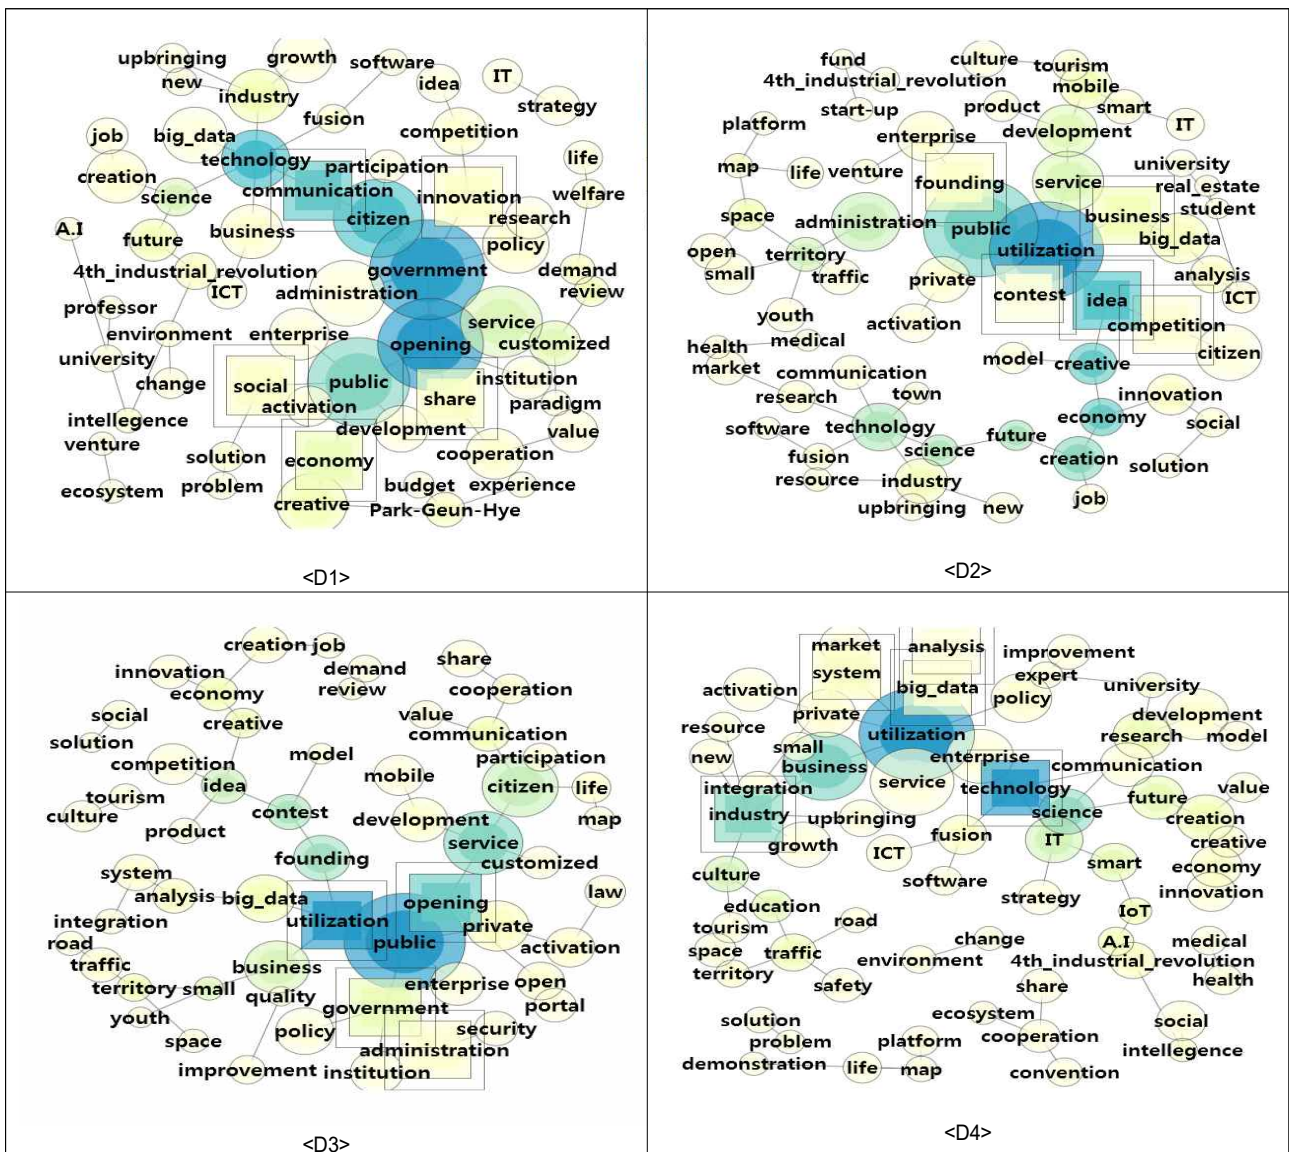 upbringing
growth
software
new
industry
idea
IT
strategy
fusion
job
big_data
competition
technology
participation
life
creation
communication
innovation
welfare
science
citizen
research
A.I
future
business
policy
4th_industrial_revolution
government
demand
ICT
administration
review
professor
environment
enterprise
service
opening
customized
university
change
social
public
institution
activation
share
paradigm
intellegence
development
value
venture
solution
economy
cooperation
ecosystem
problem
budget
experience
creative
Park-Geun-Hye
<D1>
fund
culture
tourism
4th_industrial_revolution
mobile
start-up
product
smart
platform
enterprise
development
IT
map
life
venture
founding
service
university
real_estate
space
administration
public
business
student
open
territory
utilization
big_data
small
traffic
private
analysis
contest
idea
ICT
youth
activation
competition
health
medical
citizen
market
communication
model
creative
research
town
innovation
software
technology
economy
social
future
fusion
science
creation
solution
resource
industry
job
upbringing
new
<D2>
creation
job
share
innovation
demand
review
cooperation
economy
social
creative
value
communication
solution
competition
model
participation
idea
mobile
citizen
life
tourism
culture
contest
map
product
development
service
founding
customized
system
analysis
big_data
opening
law
integration
utilization
private
road
public
activation
traffic
business
territory
small
quality
enterprise
open
government
portal
youth
policy
security
space
administration
improvement
institution
<D3>
market
analysis
improvement
system
expert
activation
big_data
university
policy
resource
private
development
utilization
research
model
new
small
enterprise
business
communication
integration
service
technology
value
future
industry
upbringing
science
creation
growth
fusion
IT
creative
ICT
culture
smart
economy
software
strategy
innovation
education
road
IoT
tourism
change
A.I
medical
space
traffic
environment
4th_industrial_revolution
territory
health
safety
share
solution
ecosystem
social
problem
platform
cooperation
demonstration
life
map
intellegence
convention
<D4>